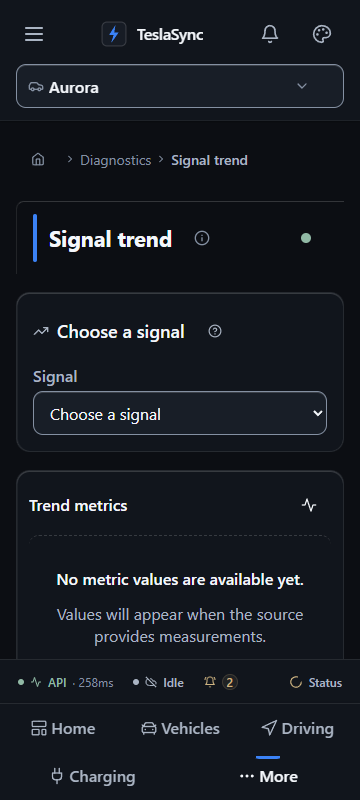 TeslaSync
Aurora
Diagnostics Signal trend
Signal trend
Choose a signal
Signal
Choose a signal
Trend metrics
No metric values are available yet.
Values will appear when the source
provides measurements.
API · 258ms Idle 2 Status
Home Vehicles Driving
Charging More